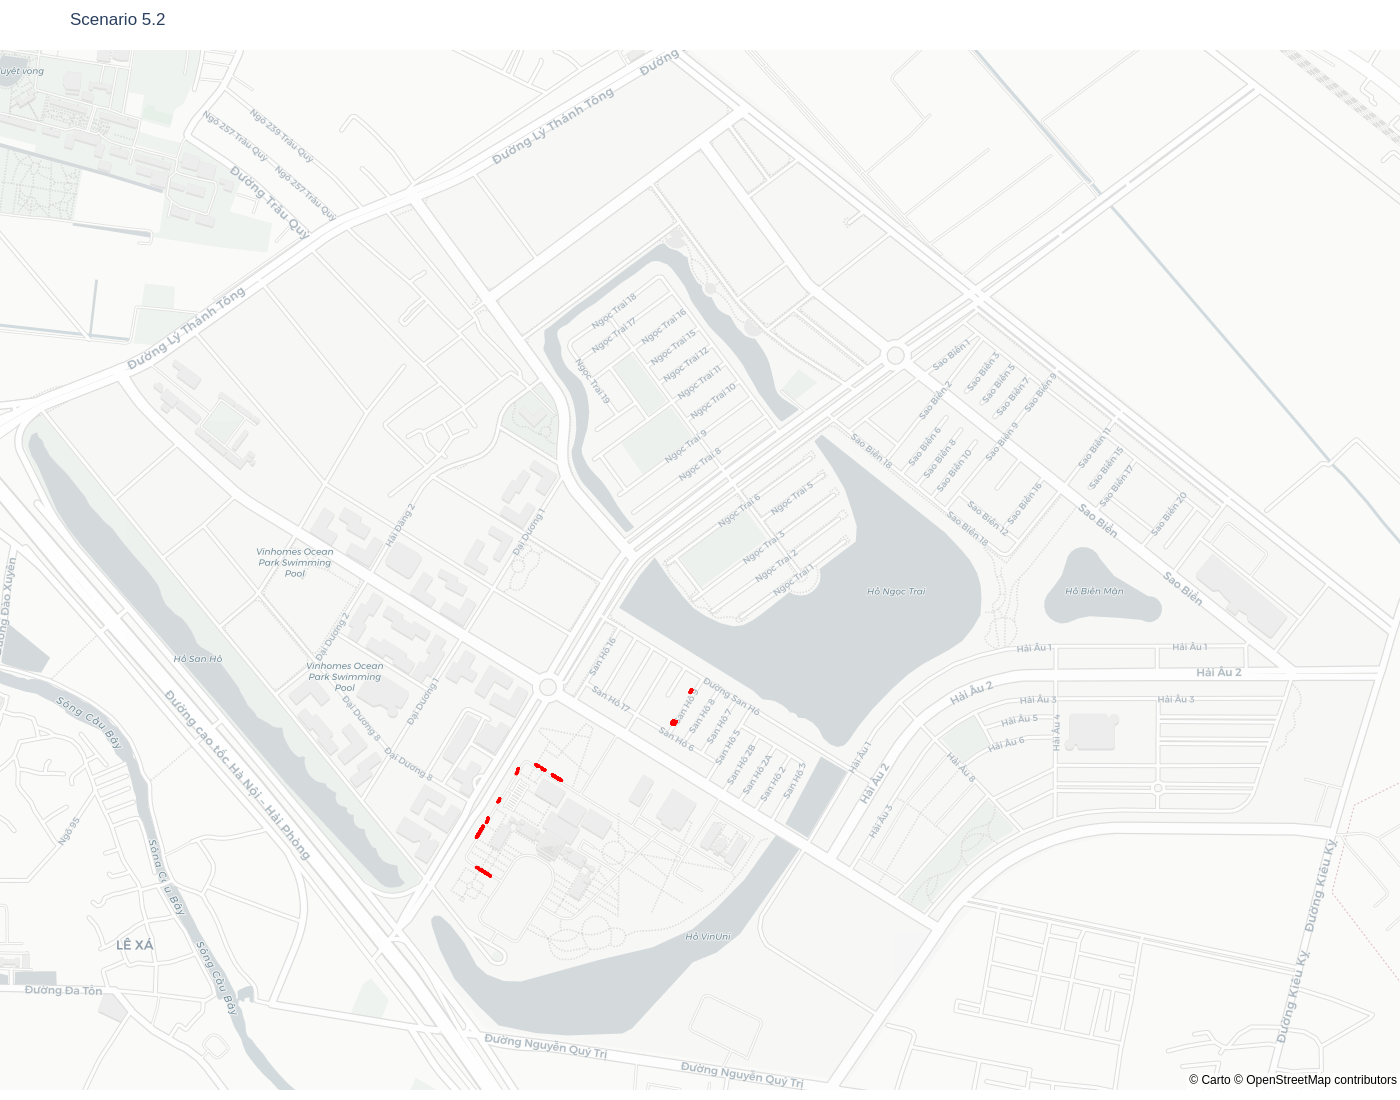 Scenario 5.2
Đường
Đường Lý Thánh Tông
Ngõ 239 Trâu Quỳ
Ngõ 257 Trâu Quỳ
Ngõ 257 Trâu Quỳ
Đường Trâu Quỳ
Đường Lý Thánh Tông
Ngọc Trai 18
Ngọc Trai 17
Ngọc Trai 16
Ngọc Trai 15
Ngọc Trai 12
Ngọc Trai 11
Ngọc Trai 10
Ngọc Trai 19
Ngọc Trai 9
Ngọc Trai 8
Ngọc Trai 6
Ngọc Trai 5
Ngọc Trai 3
Ngọc Trai 2
Ngọc Trai 1
Sao Biển 1
Sao Biển 3
Sao Biển 5
Sao Biển 7
Sao Biển 9
Sao Biển 2
Sao Biển 6
Sao Biển 8
Sao Biển 10
Sao Biển 9
Sao Biển 11
Sao Biển 15
Sao Biển 17
Sao Biển 18
Sao Biển 16
Sao Biển 12
Sao Biển 18
Sao Biển 20
Sao Biển
Sao Biển
Hải Đăng 2
Đại Dương 1
Vinhomes Ocean
Park Swimming
Pool
Đại Dương 2
Vinhomes Ocean
Park Swimming
Pool
Đại Dương 1
Đại Dương 8
Đại Dương 8
Hồ San Hô
Hồ Ngọc Trai
Hồ Biển Mặn
Đường Đào Xuyên
Sông Cầu Bây
Đường cao tốc Hà Nội - Hải Phòng
San Hô 16
San Hô 17
Đường San Hô
San Hô 9
San Hô 8
San Hô 7
San Hô 6
San Hô 5
San Hô 2B
San Hô 2A
San Hô 2
San Hô 3
Hải Âu 1
Hải Âu 1
Hải Âu 2
Hải Âu 2
Hải Âu 3
Hải Âu 3
Hải Âu 5
Hải Âu 4
Hải Âu 6
Hải Âu 8
Hải Âu 1
Hải Âu 2
Hải Âu 3
Ngõ 95
Sông Cầu Bây
Sông Cầu Bây
LÊ XÁ
Hồ VinUni
Đường Kiêu Kỵ
Đường Kiêu Kỵ
Đường Đa Tốn
Đường Nguyễn Quý Trị
Đường Nguyễn Quý Trị
© Carto © OpenStreetMap contributors